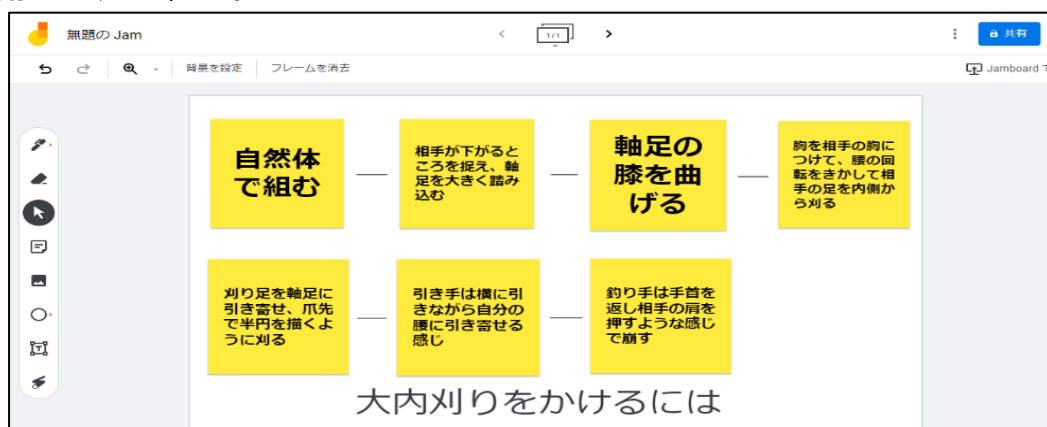 無題の Jam
1/1
共有
背景を設定
フレームを消去
Jamboard で
自然体
で組む
相手が下がると
ころを捉え、軸
足を大きく踏み
込む
軸足の
膝を曲
げる
胸を相手の胸に
つけて、腰の回
転をきかして相
手の足を内側か
ら刈る
刈り足を軸足に
引き寄せ、爪先
で半円を描くよ
うに刈る
引き手は横に引
きながら自分の
腰に引き寄せる
感じ
釣り手は手首を
返し相手の肩を
押すような感じ
で崩す
大内刈りをかけるには